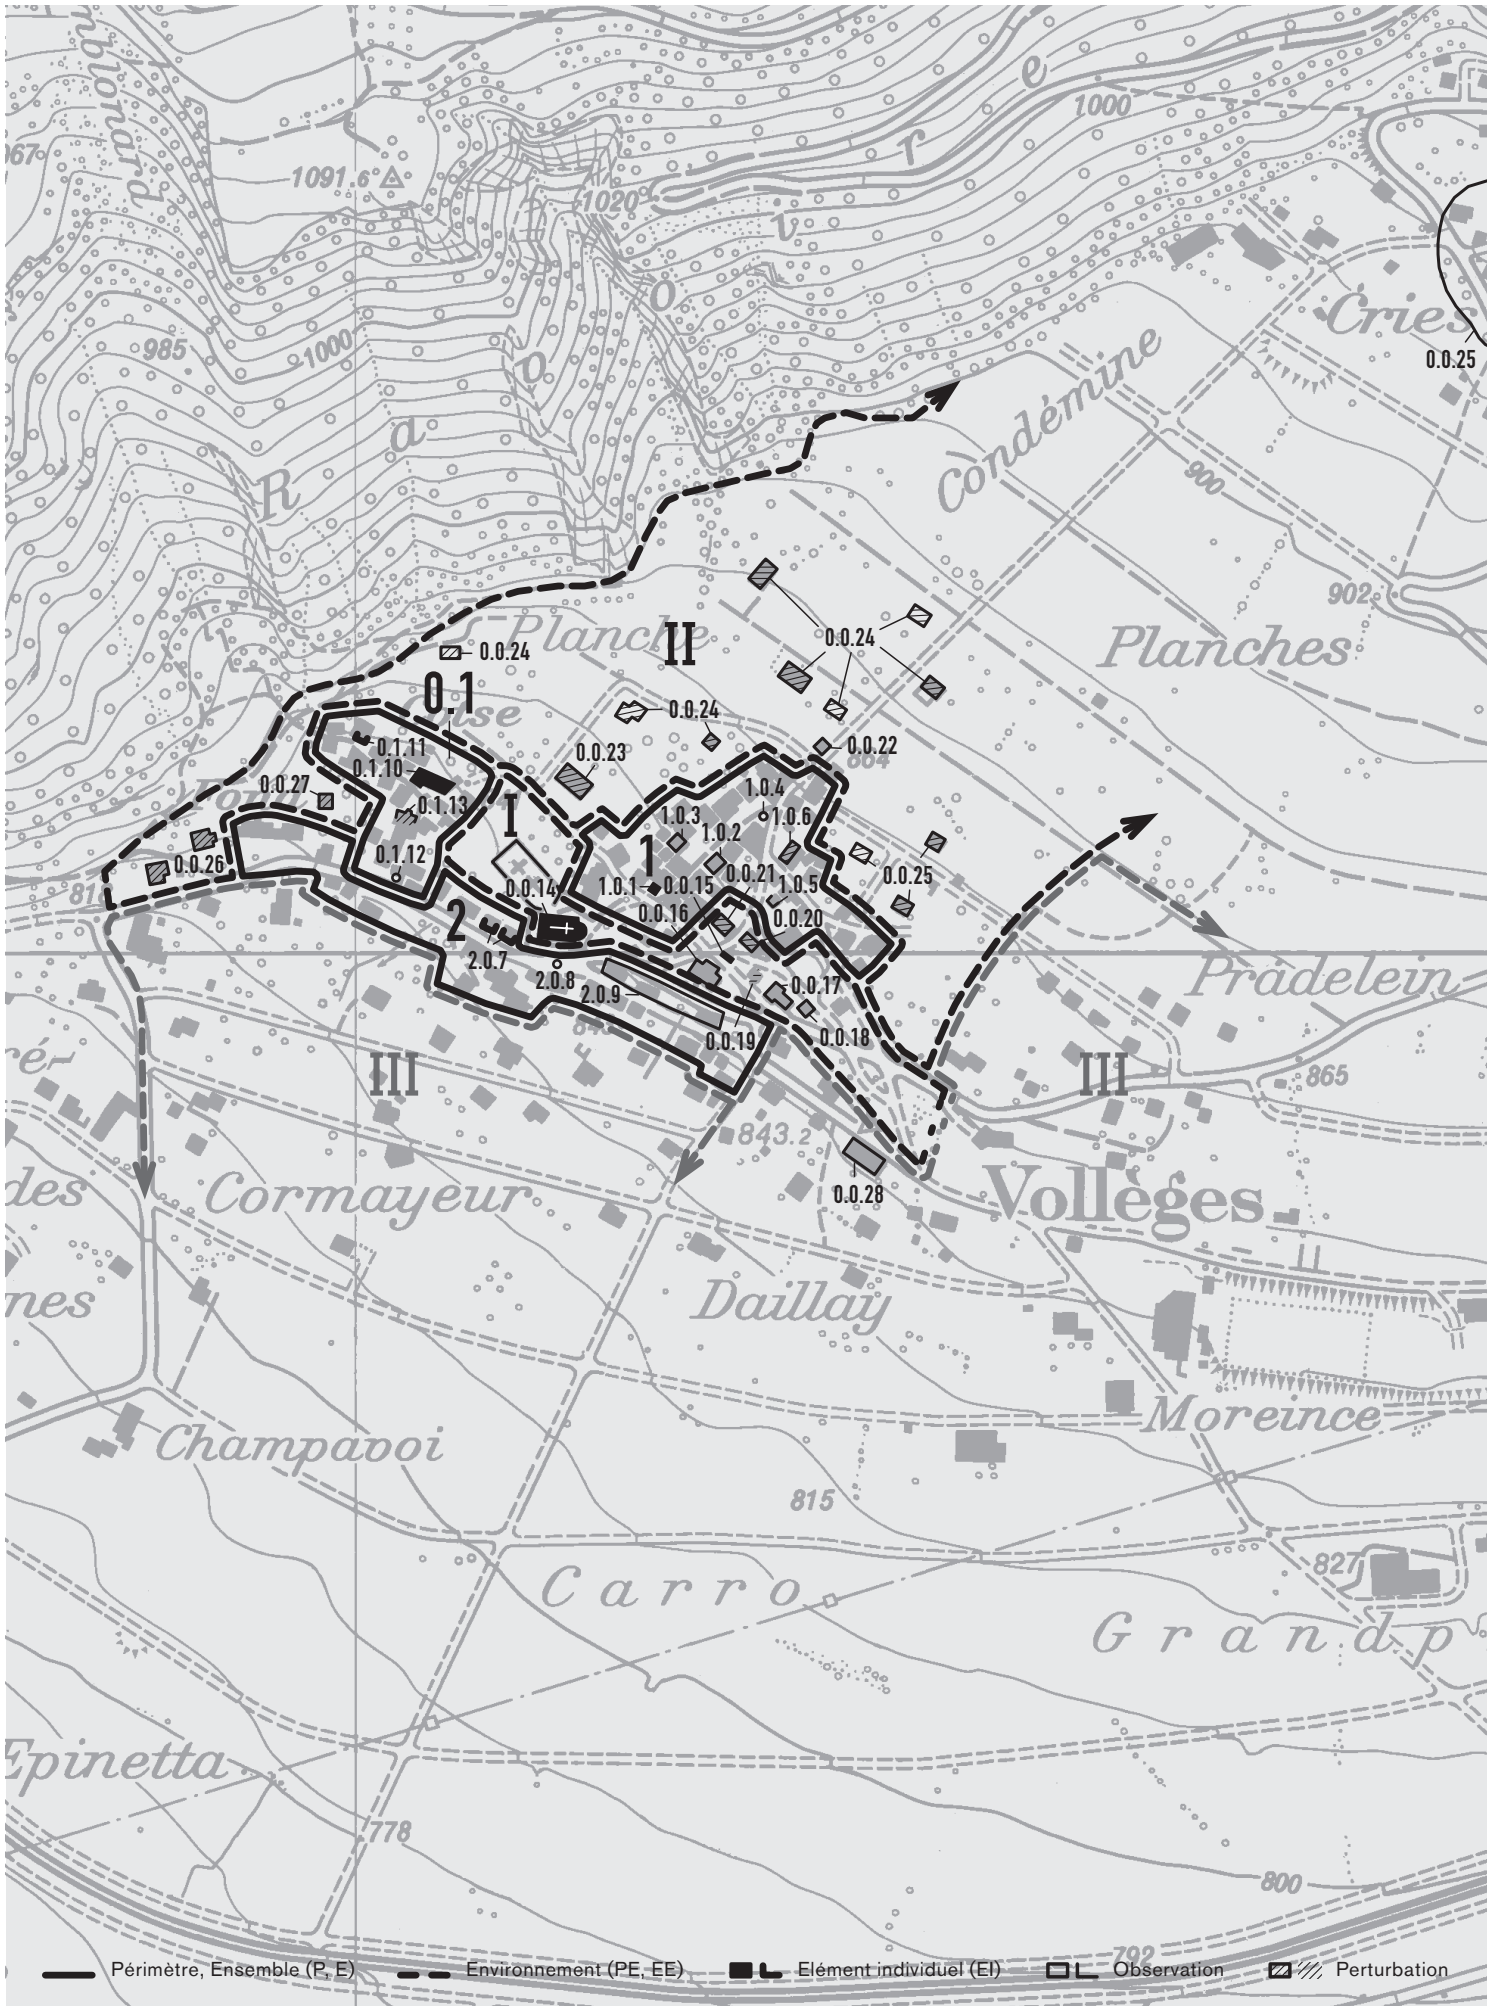 mbionard
967
1091.6
1020
1000
R a v o i r e
985
1000
Cries
0.0.25
Condémine
900
902
Planche
II
0.0.24
0.0.24
Planches
0.1
0.0.24
0.1.11
0.0.23
0.0.22
864
0.1.10
0.0.27
0.1.13
I
1.0.4
1.0.3
1.0.6
1.0.2
1
0.1.12
0.0.26
0.0.21
0.0.25
0.0.14
1.0.1
0.0.15
1.0.5
81
0.0.16
0.0.20
2
2.0.7
2.0.8
2.0.9
0.0.17
Pradelein
0.0.19
0.0.18
ré-
III
III
865
843.2
des
Cormayeur
0.0.28
Vollèges
nes
Daillay
Champavoi
Moreince
815
Carro
827
Grandp
Epinetta
778
800
792
Périmètre, Ensemble (P, E)
Environnement (PE, EE)
Elément individuel (EI)
Observation
Perturbation